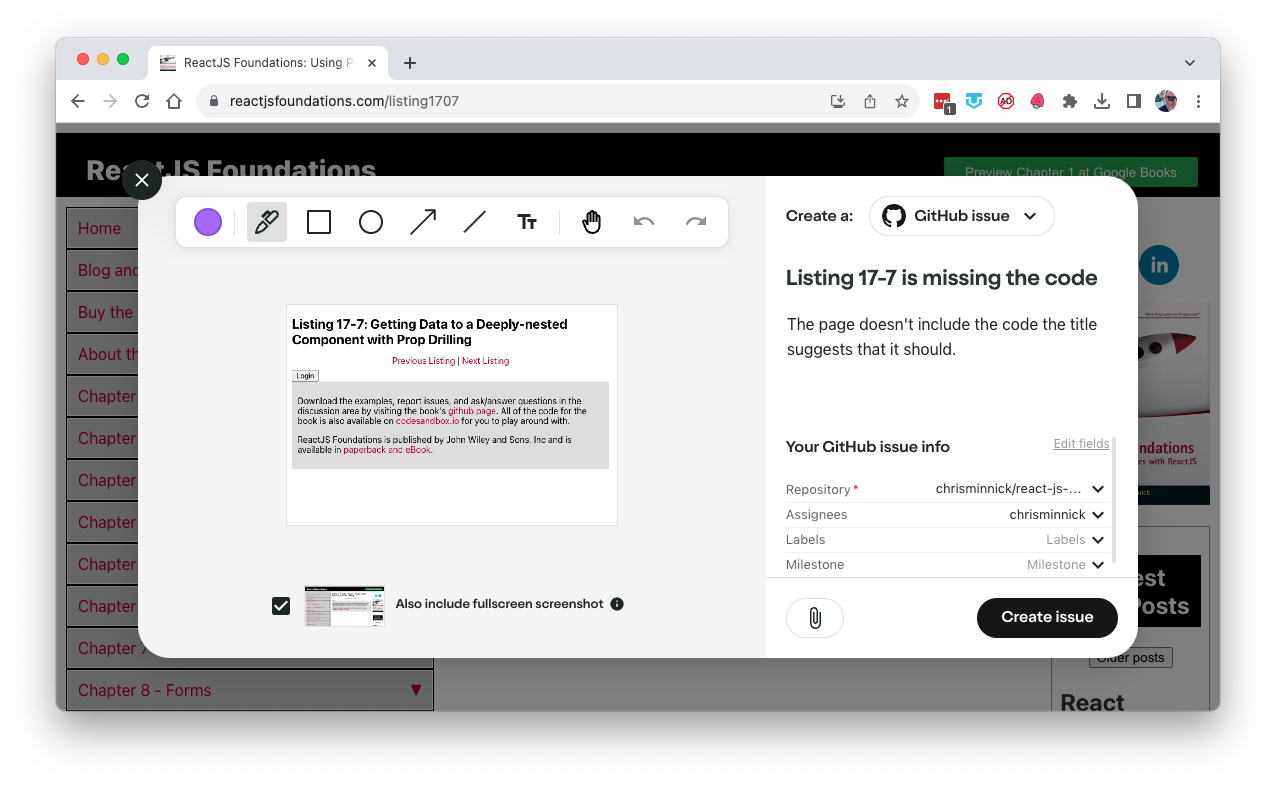 ReactJS Foundations: Using P
reactjsfoundations.com/listing1707
1
ReactJS Foundations
Preview Chapter 1 at Google Books
Home
Blog and
Buy the
About th
Chapter
Chapter
Chapter
Chapter
Chapter
Chapter
Chapter 7
Chapter 8 - Forms
Tt
Listing 17-7: Getting Data to a Deeply-nested
Component with Prop Drilling
Previous Listing | Next Listing
Login
Download the examples, report issues, and ask/answer questions in the
discussion area by visiting the book's github page. All of the code for the
book is also available on codesandbox.io for you to play around with.
ReactJS Foundations is published by John Wiley and Sons, Inc and is
available in paperback and eBook.
Also include fullscreen screenshot
Create a:
GitHub issue
Listing 17-7 is missing the code
The page doesn't include the code the title
suggests that it should.
Your GitHub issue info
Edit fields
Repository*
chrisminnick/react-js-...
Assignees
chrisminnick
Labels
Labels
Milestone
Milestone
Create issue
in
ndations
es with ReactJS
nick
est
Posts
Older posts
React